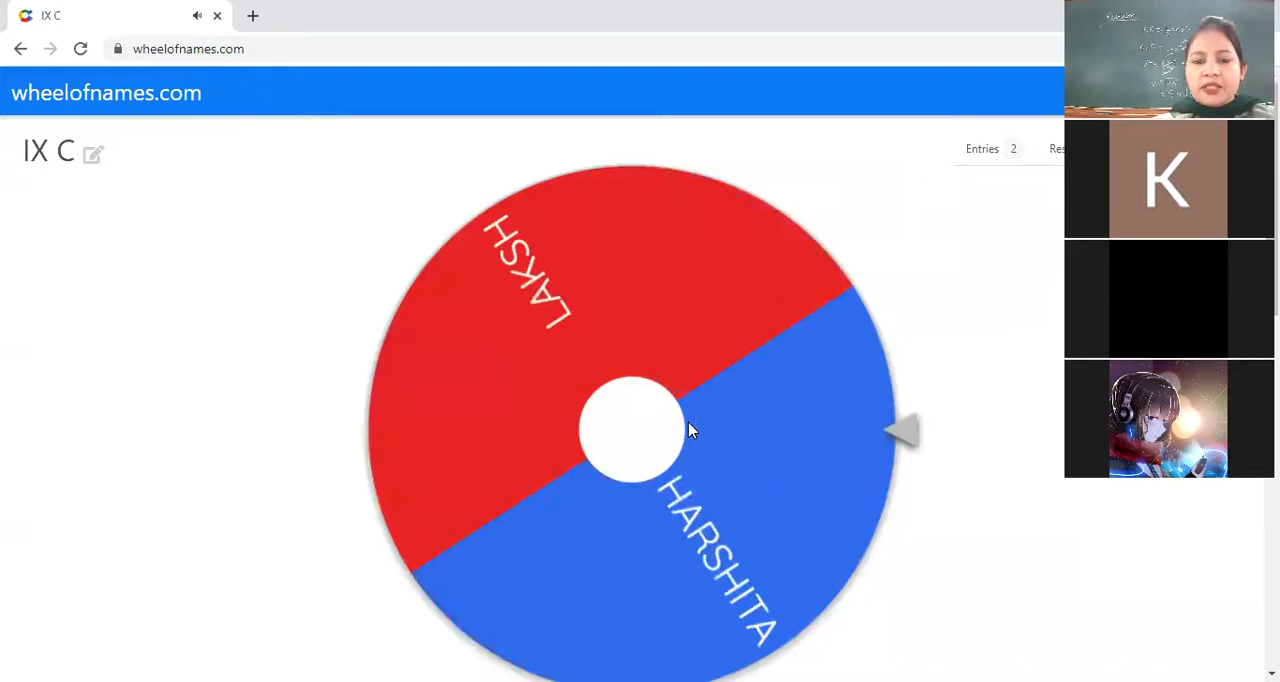 IX C
wheelofnames.com
wheelofnames.com
IX C
Entries 2
LAKSH
HARSHITA
K